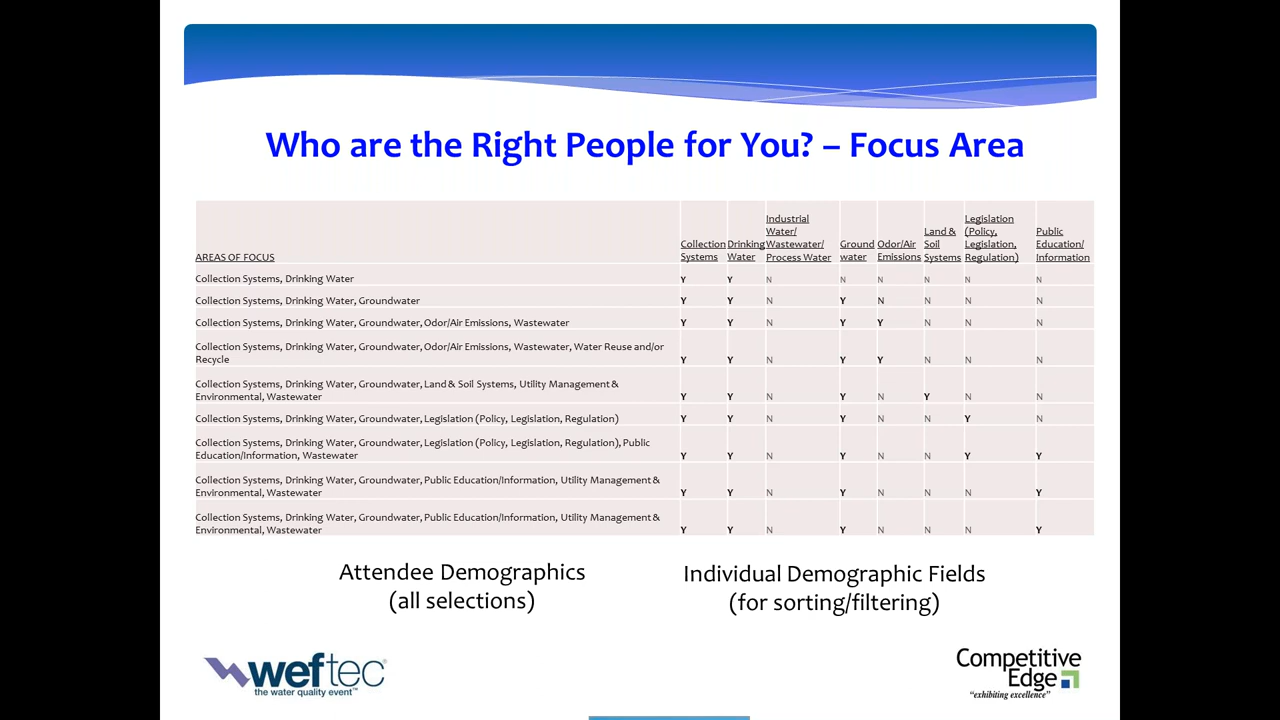 Who are the Right People for You? – Focus Area
AREAS OF FOCUS
Collection Systems
Drinking Water
Industrial Water/ Wastewater/ Process Water
Ground water
Odor/Air Emissions
Land & Soil Systems
Legislation (Policy, Legislation, Regulation)
Public Education/ Information
Collection Systems, Drinking Water Y Y N N N N N N
Collection Systems, Drinking Water, Groundwater Y Y N Y N N N N
Collection Systems, Drinking Water, Groundwater, Odor/Air Emissions, Wastewater Y Y N Y Y N N N
Collection Systems, Drinking Water, Groundwater, Odor/Air Emissions, Wastewater, Water Reuse and/or
Recycle Y Y N Y Y N N N
Collection Systems, Drinking Water, Groundwater, Land & Soil Systems, Utility Management &
Environmental, Wastewater Y Y N Y N Y N N
Collection Systems, Drinking Water, Groundwater, Legislation (Policy, Legislation, Regulation) Y Y N Y N N Y N
Collection Systems, Drinking Water, Groundwater, Legislation (Policy, Legislation, Regulation), Public
Education/Information, Wastewater Y Y N Y N N Y Y
Collection Systems, Drinking Water, Groundwater, Public Education/Information, Utility Management &
Environmental, Wastewater Y Y N Y N N N Y
Collection Systems, Drinking Water, Groundwater, Public Education/Information, Utility Management &
Environmental, Wastewater Y Y N Y N N N Y
Attendee Demographics
(all selections)
Individual Demographic Fields
(for sorting/filtering)
weftec®
the water quality event™
Competitive
Edge
"exhibiting excellence"